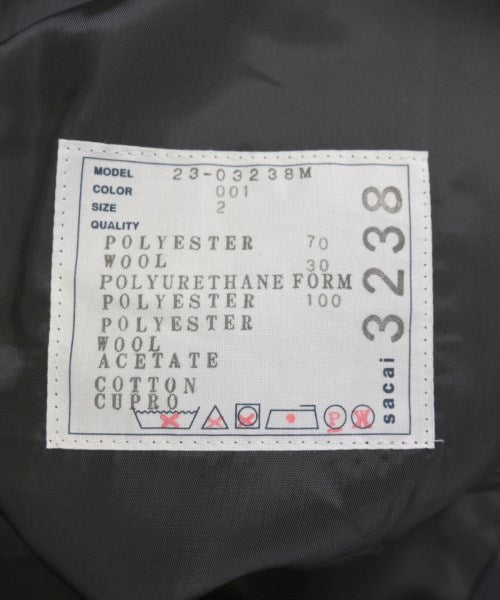 MODEL 23-03238M
COLOR 001
SIZE 2
QUALITY
POLYESTER 70
WOOL 30
POLYURETHANE FORM
POLYESTER 100
POLYESTER
WOOL
ACETATE
COTTON
CUPRO
P W
sacai 3238